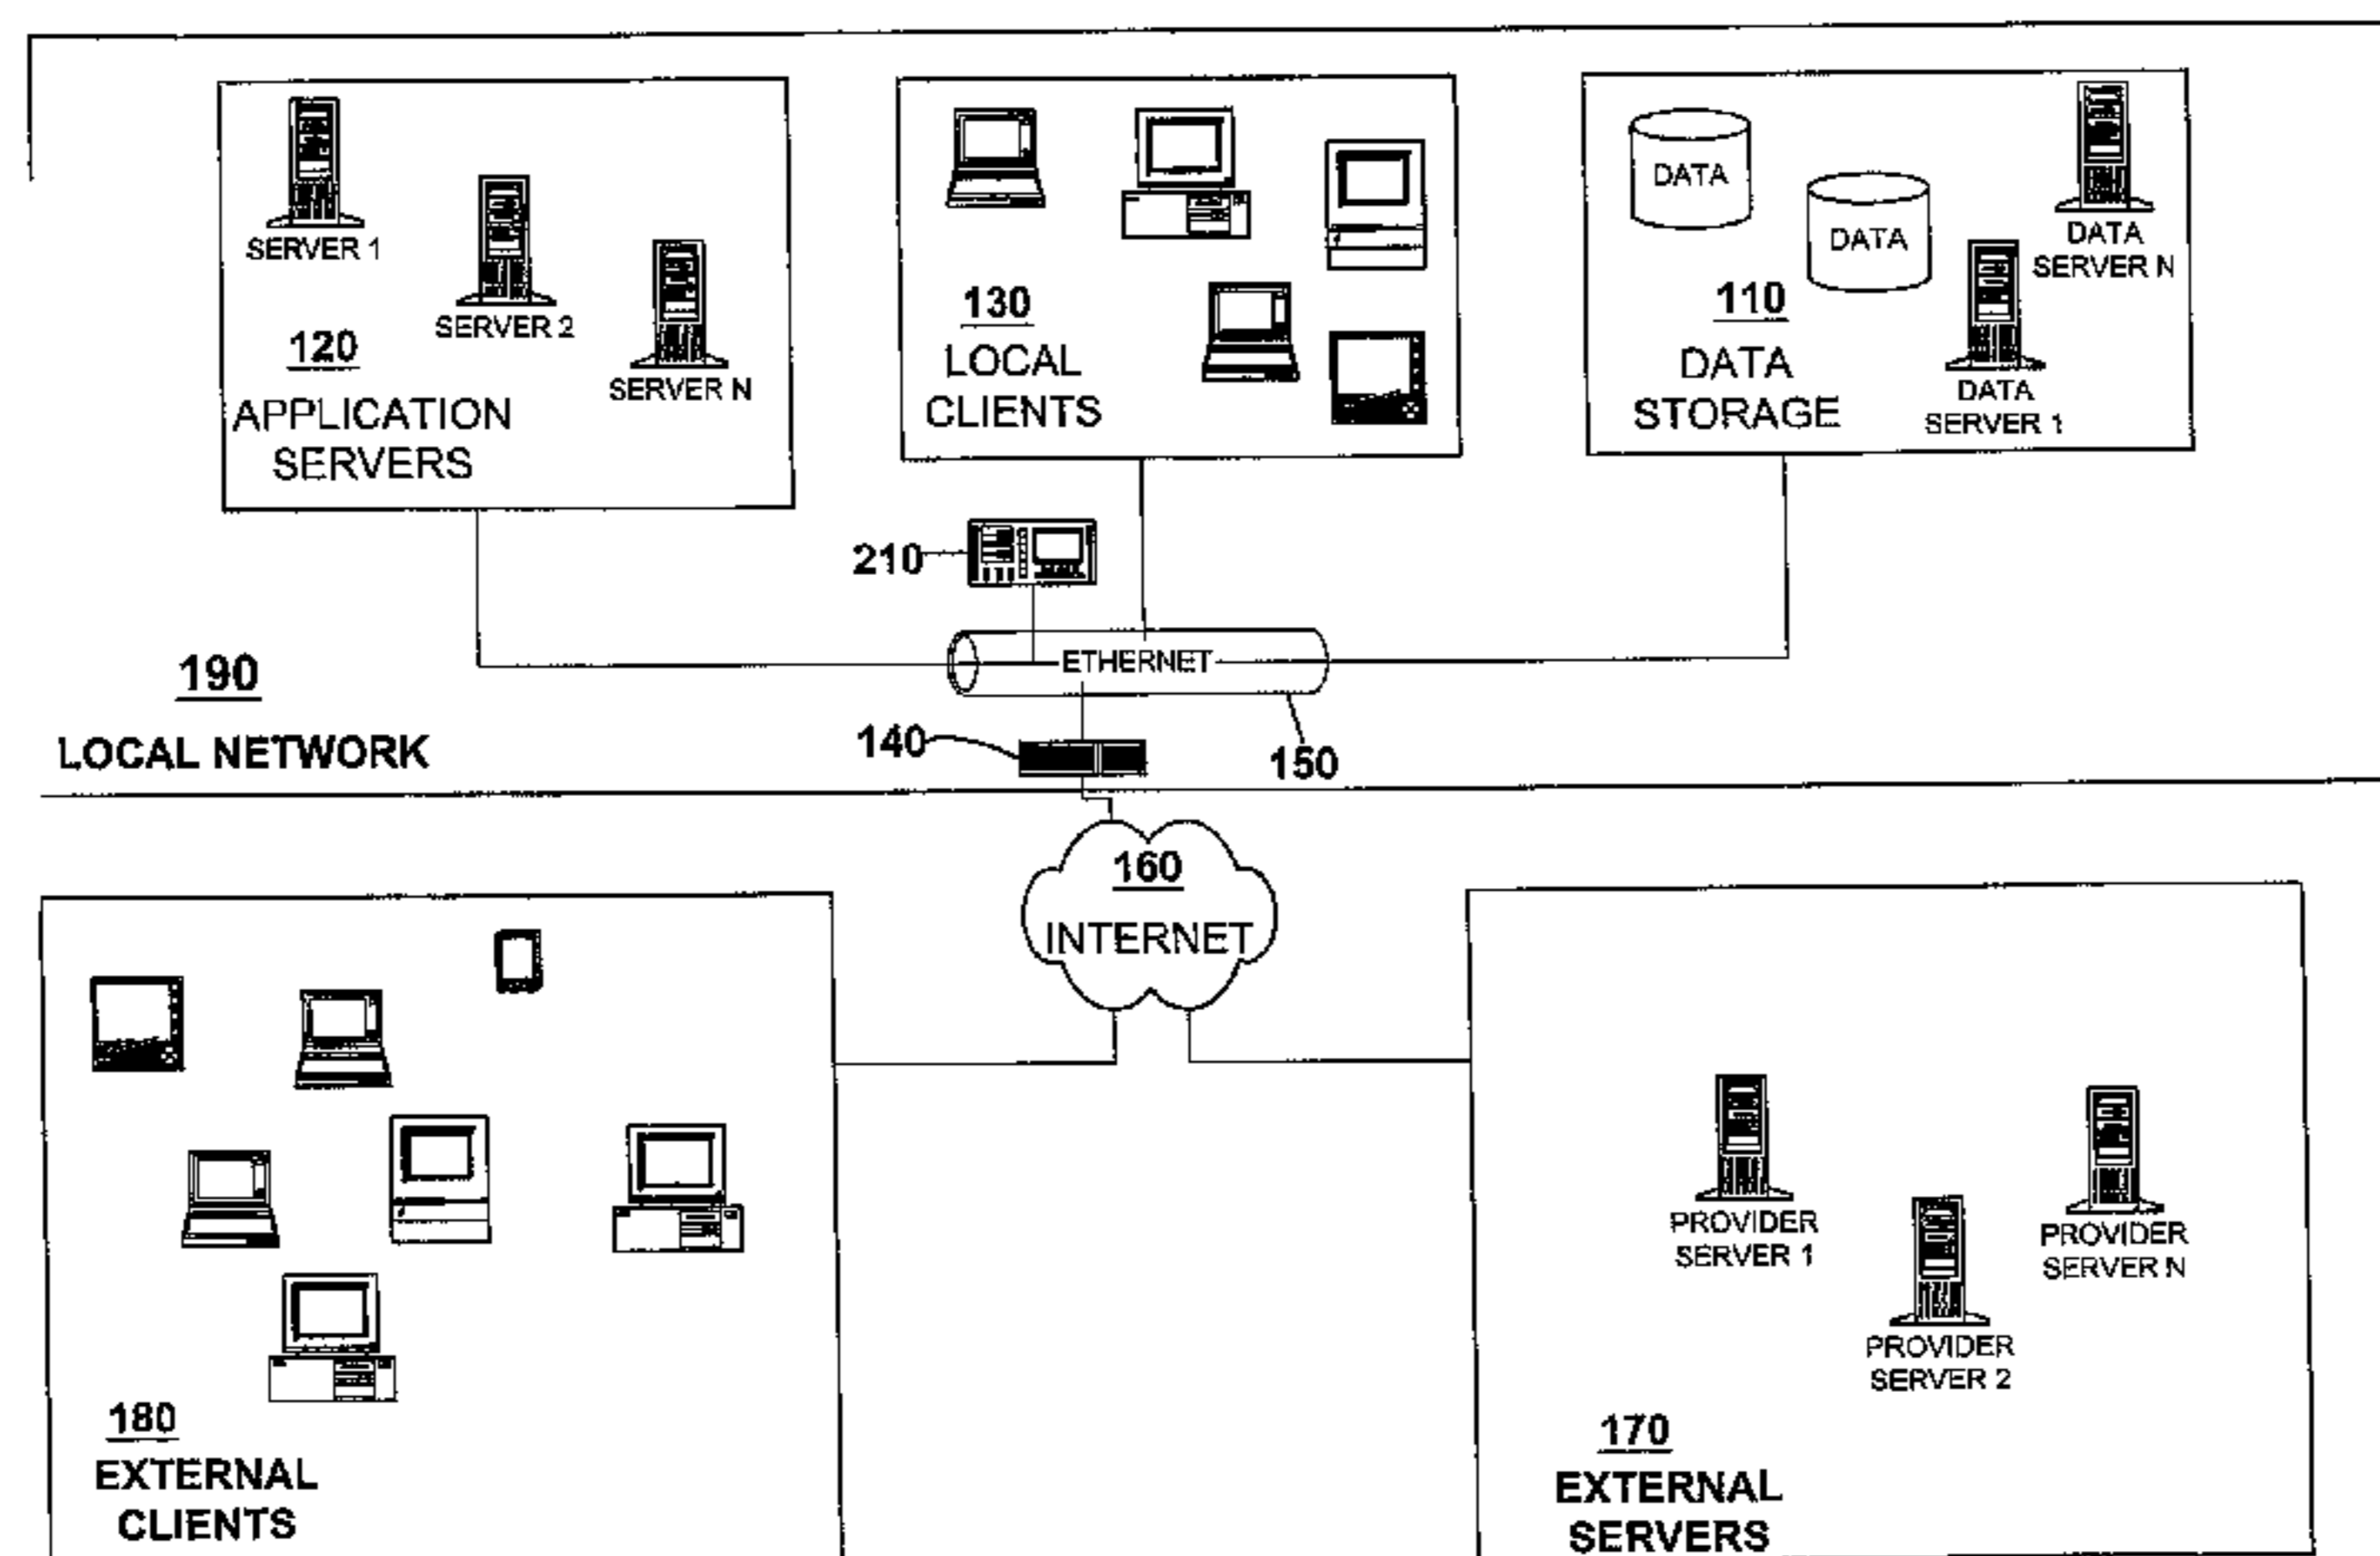 SERVER 1
SERVER 2
SERVER N
120
APPLICATION
SERVERS
130
LOCAL
CLIENTS
DATA
DATA
DATA
SERVER N
110
DATA
STORAGE
DATA
SERVER 1
210
ETHERNET
190
LOCAL NETWORK
140
150
160
INTERNET
180
EXTERNAL
CLIENTS
PROVIDER
SERVER 1
PROVIDER
SERVER 2
PROVIDER
SERVER N
170
EXTERNAL
SERVERS